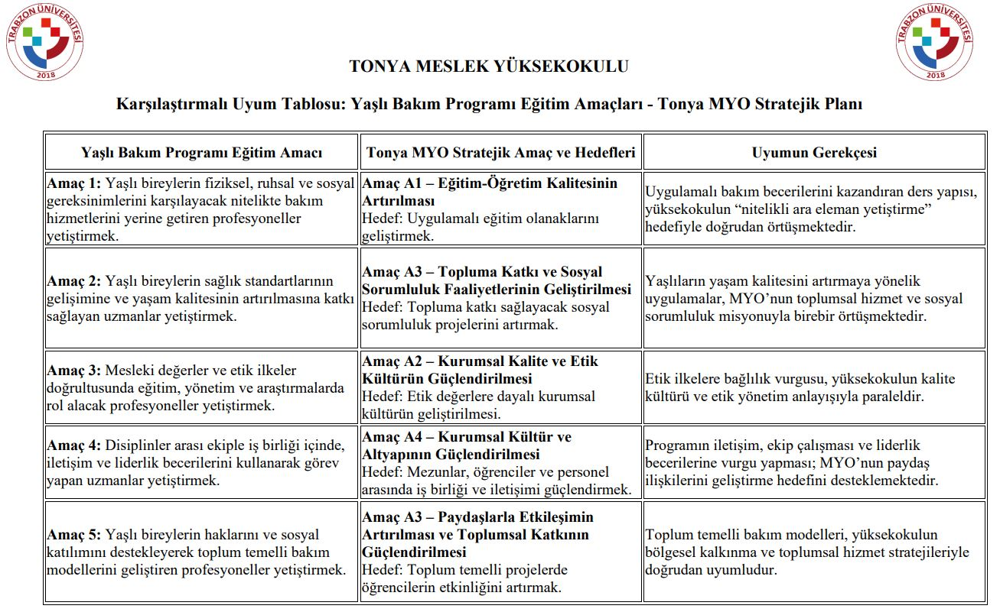 TRABZON ÜNİVERSİTESİ
2018
TRABZON ÜNİVERSİTESİ
2018
TONYA MESLEK YÜKSEKOKULU
Karşılaştırmalı Uyum Tablosu: Yaşlı Bakım Programı Eğitim Amaçları - Tonya MYO Stratejik Planı
Yaşlı Bakım Programı Eğitim Amacı
Tonya MYO Stratejik Amaç ve Hedefleri
Uyumun Gerekçesi
Amaç 1: Yaşlı bireylerin fiziksel, ruhsal ve sosyal
gereksinimlerini karşılayacak nitelikte bakım
hizmetlerini yerine getiren profesyoneller
yetiştirmek.
Amaç A1 – Eğitim-Öğretim Kalitesinin
Artırılması
Hedef: Uygulamalı eğitim olanaklarını
geliştirmek.
Uygulamalı bakım becerilerini kazandıran ders yapısı,
yüksekokulun “nitelikli ara eleman yetiştirme”
hedefiyle doğrudan örtüşmektedir.
Amaç 2: Yaşlı bireylerin sağlık standartlarının
gelişimine ve yaşam kalitesinin artırılmasına katkı
sağlayan uzmanlar yetiştirmek.
Amaç A3 – Topluma Katkı ve Sosyal
Sorumluluk Faaliyetlerinin Geliştirilmesi
Hedef: Topluma katkı sağlayacak sosyal
sorumluluk projelerini artırmak.
Yaşlıların yaşam kalitesini artırmaya yönelik
uygulamalar, MYO’nun toplumsal hizmet ve sosyal
sorumluluk misyonuyla birebir örtüşmektedir.
Amaç 3: Mesleki değerler ve etik ilkeler
doğrultusunda eğitim, yönetim ve araştırmalarda
rol alacak profesyoneller yetiştirmek.
Amaç A2 – Kurumsal Kalite ve Etik
Kültürün Güçlendirilmesi
Hedef: Etik değerlere dayalı kurumsal
kültürün geliştirilmesi.
Etik ilkelere bağlılık vurgusu, yüksekokulun kalite
kültürü ve etik yönetim anlayışıyla paraleldir.
Amaç 4: Disiplinler arası ekiple iş birliği içinde,
iletişim ve liderlik becerilerini kullanarak görev
yapan uzmanlar yetiştirmek.
Amaç A4 – Kurumsal Kültür ve
Altyapının Güçlendirilmesi
Hedef: Mezunlar, öğrenciler ve personel
arasında iş birliği ve iletişimi güçlendirmek.
Programın iletişim, ekip çalışması ve liderlik
becerilerine vurgu yapması; MYO’nun paydaş
ilişkilerini geliştirme hedefini desteklemektedir.
Amaç 5: Yaşlı bireylerin haklarını ve sosyal
katılımını destekleyerek toplum temelli bakım
modellerini geliştiren profesyoneller yetiştirmek.
Amaç A3 – Paydaşlarla Etkileşimin
Artırılması ve Toplumsal Katkının
Güçlendirilmesi
Hedef: Toplum temelli projelerde
öğrencilerin etkinliğini artırmak.
Toplum temelli bakım modelleri, yüksekokulun
bölgesel kalkınma ve toplumsal hizmet stratejileriyle
doğrudan uyumludur.